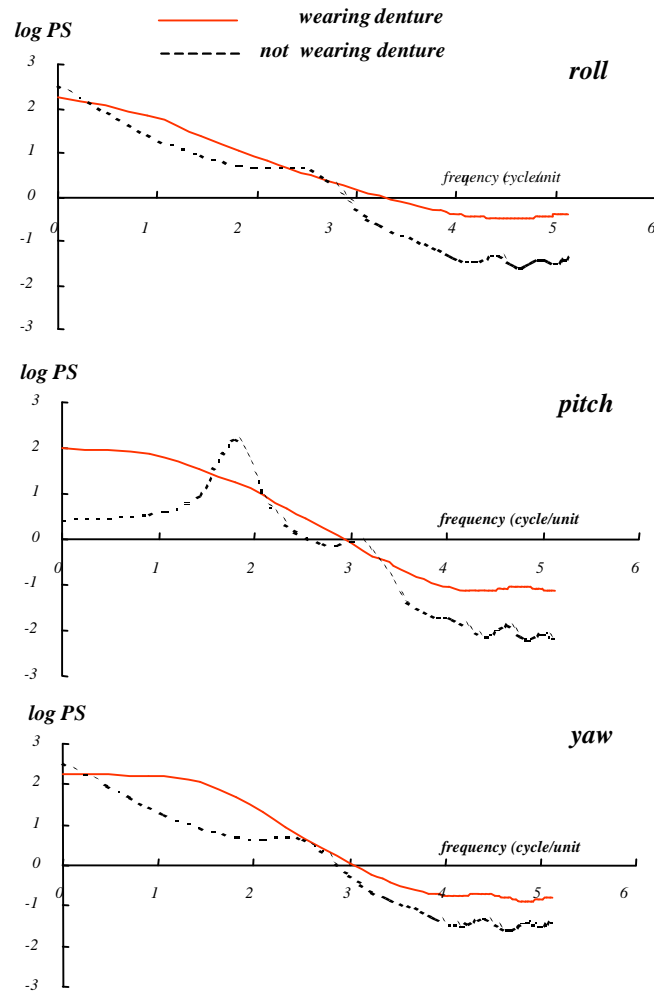 log PS
wearing denture
not wearing denture
roll
3
2
1
0
-1
-2
-3
frequency (cycle/unit
0 1 2 3 4 5 6
log PS
pitch
3
2
1
0
-1
-2
-3
frequency (cycle/unit
0 1 2 3 4 5 6
log PS
yaw
3
2
1
0
-1
-2
-3
frequency (cycle/unit
0 1 2 3 4 5 6